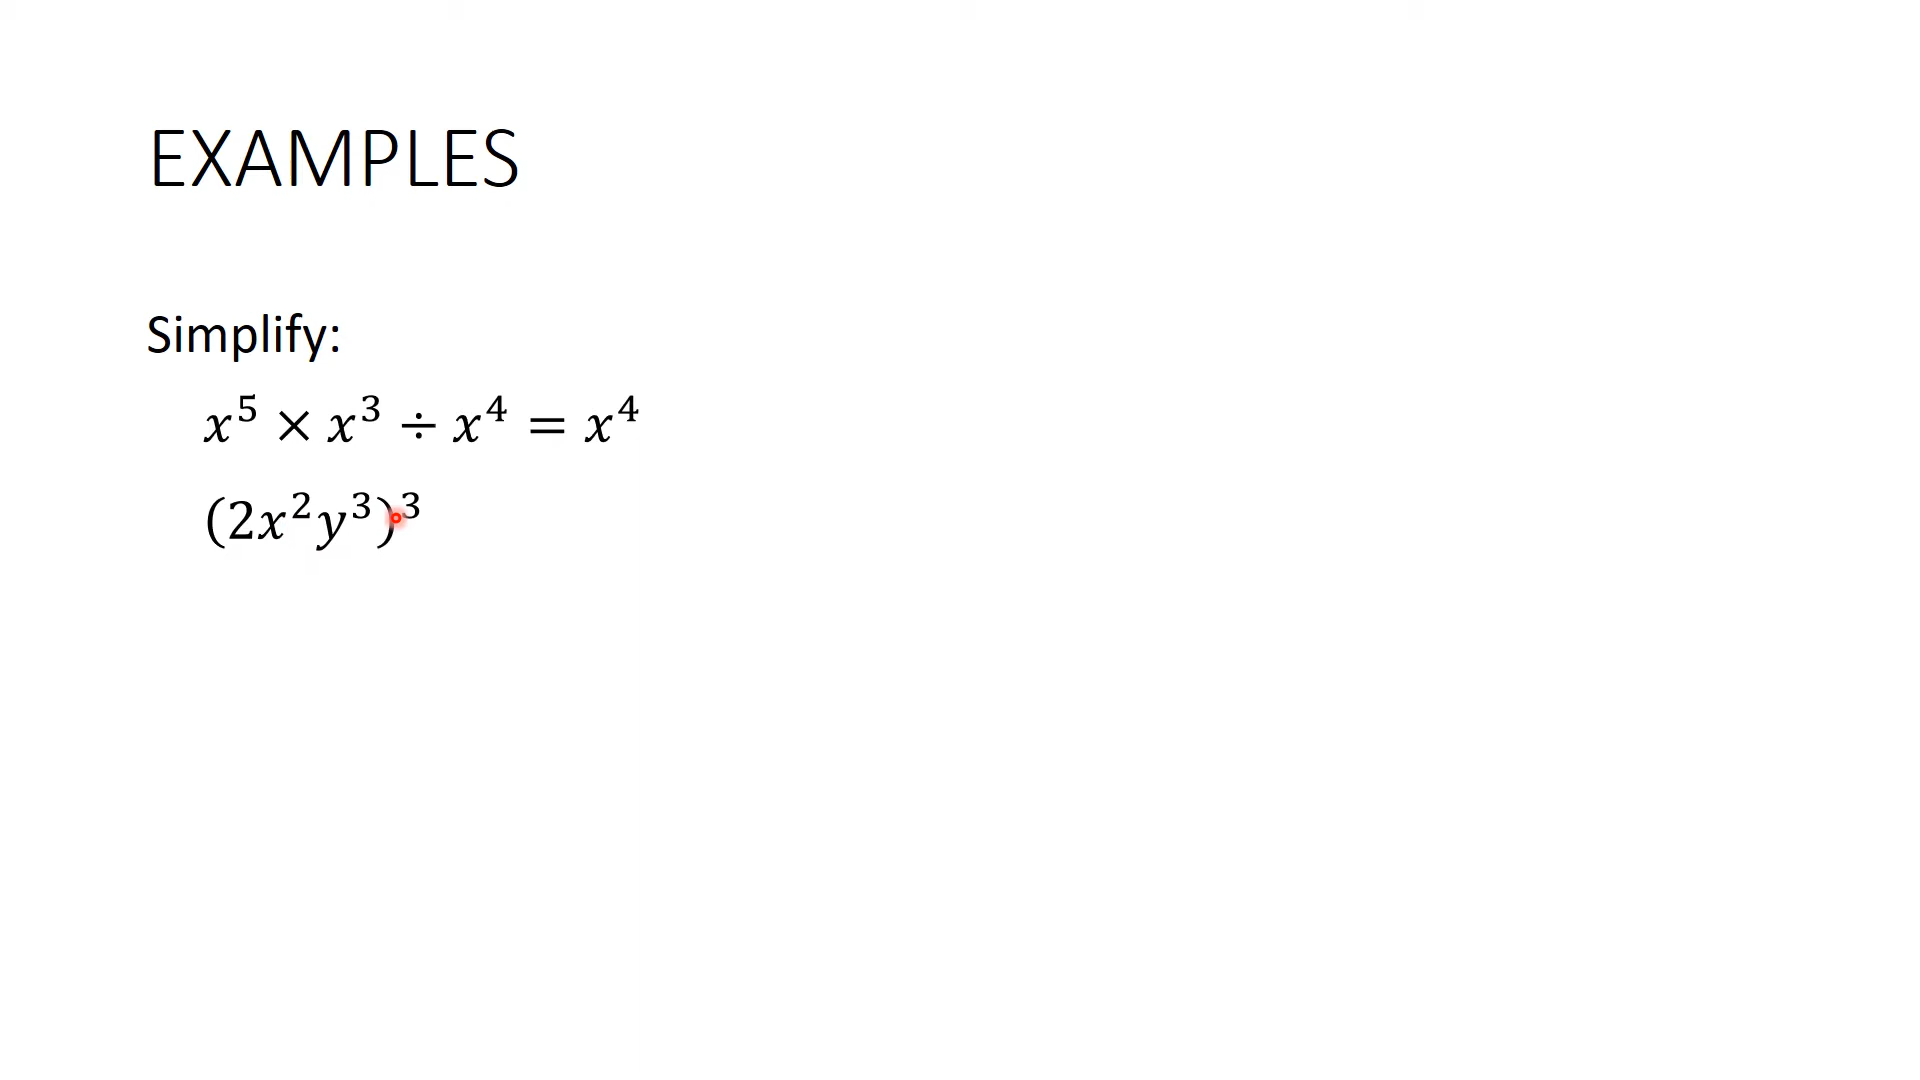 EXAMPLES
Simplify:
x⁵ × x³ ÷ x⁴ = x⁴
(2x²y³)³